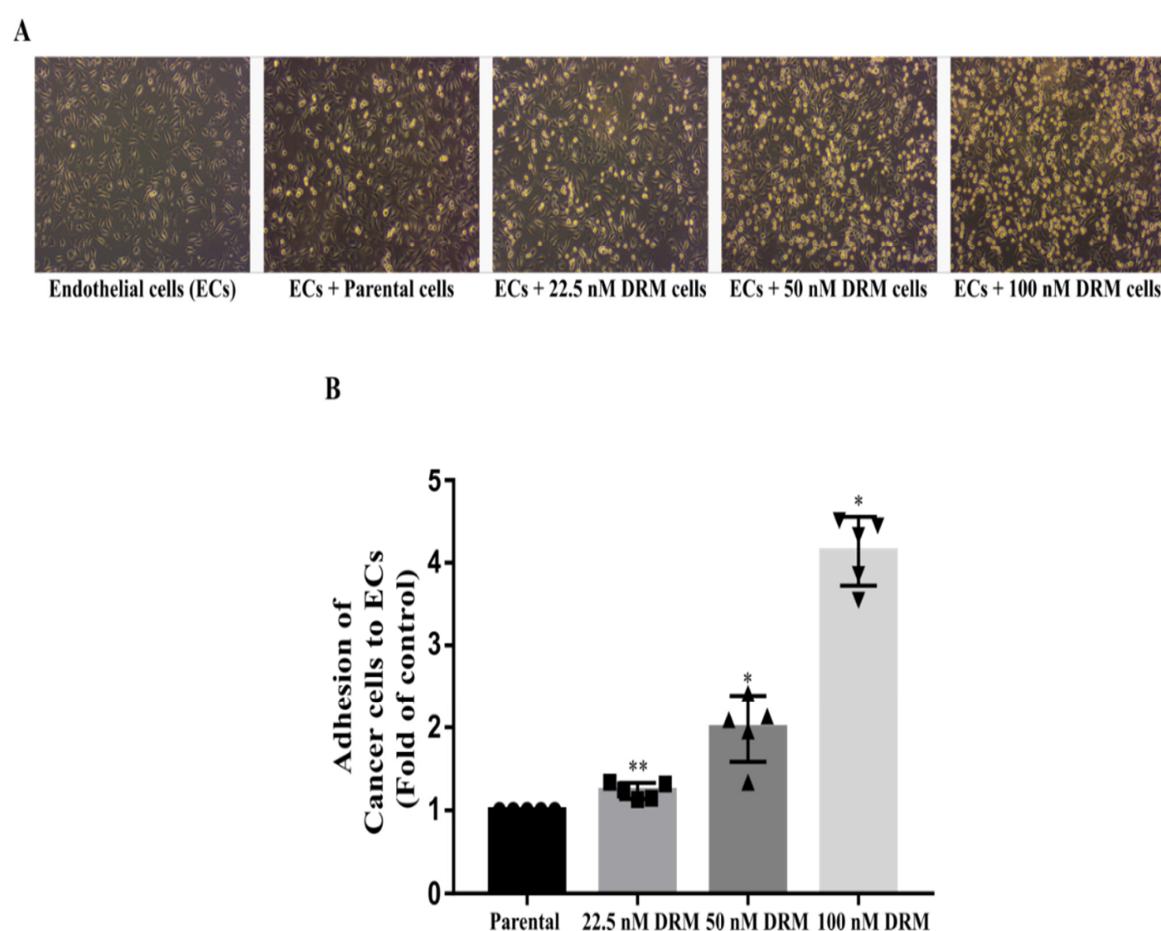 A
Endothelial cells (ECs)
ECs + Parental cells
ECs + 22.5 nM DRM cells
ECs + 50 nM DRM cells
ECs + 100 nM DRM cells
B
Adhesion of
Cancer cells to ECs
(Fold of control)
5
4
3
2
1
0
**
*
*
Parental
22.5 nM DRM
50 nM DRM
100 nM DRM